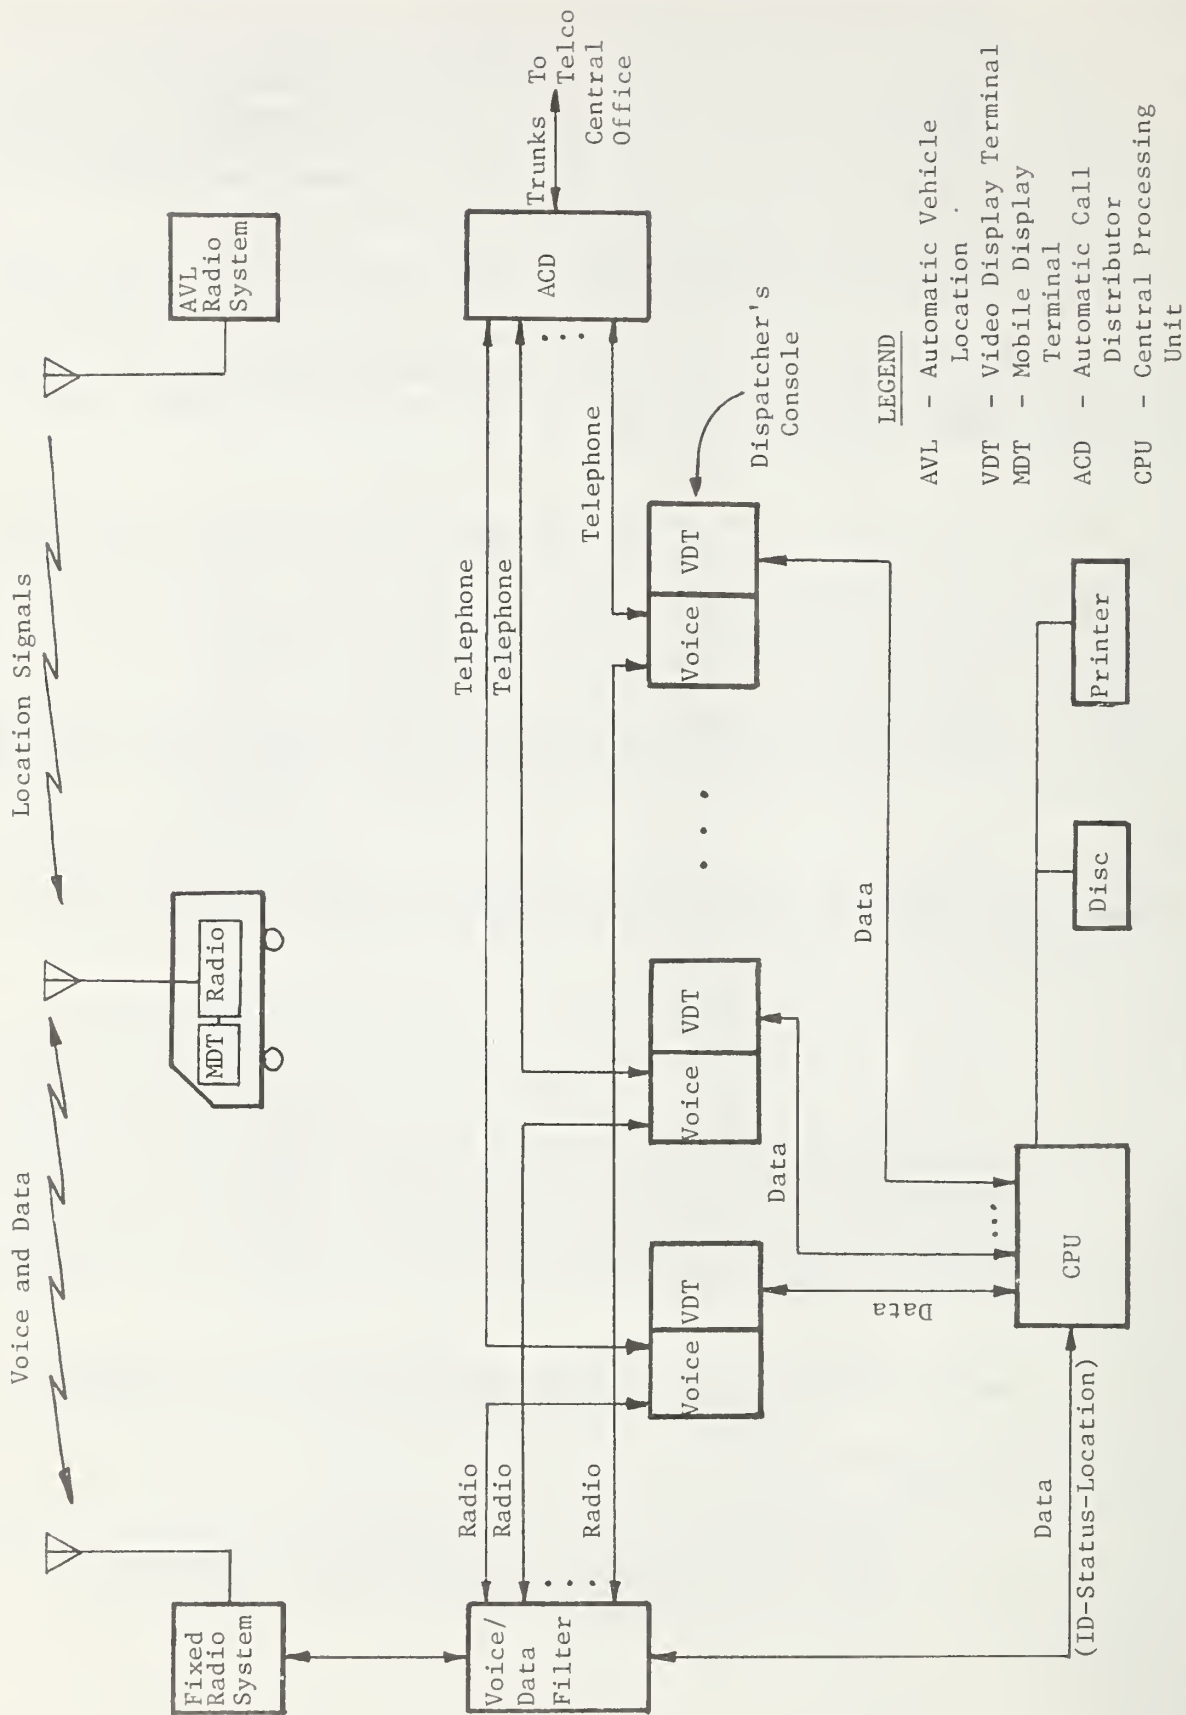 Voice and Data
Location Signals
Fixed
Radio
System
MDT
Radio
AVL
Radio
System
Voice/
Data
Filter
Radio
Radio
Radio
Telephone
Telephone
Telephone
ACD
Trunks
To
Telco
Central
Office
Voice
VDT
Voice
VDT
Voice
VDT
Dispatcher's
Console
Data
Data
Data
Data
(ID-Status-Location)
CPU
Disc
Printer
LEGEND
AVL - Automatic Vehicle
Location
VDT - Video Display Terminal
MDT - Mobile Display
Terminal
ACD - Automatic Call
Distributor
CPU - Central Processing
Unit